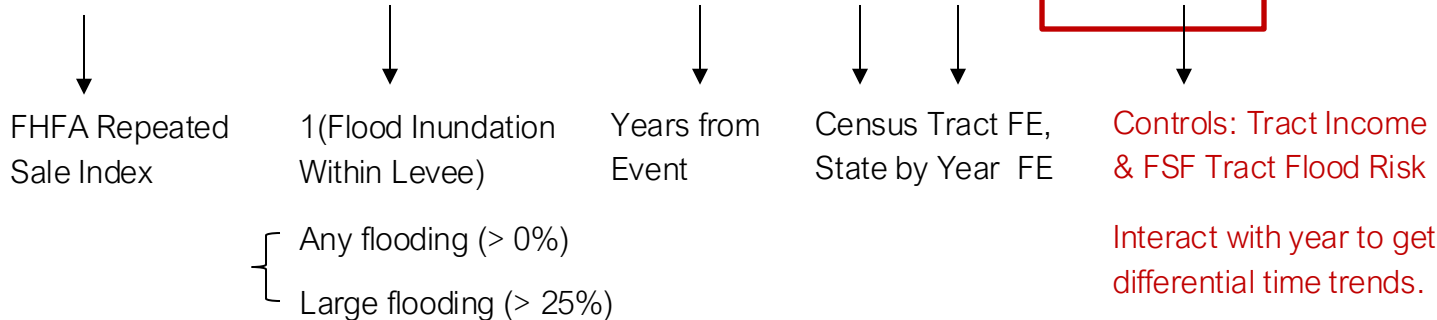 FHFA Repeated
Sale Index
1(Flood Inundation
Within Levee)
Any flooding (> 0%)
Large flooding (> 25%)
Years from
Event
Census Tract FE,
State by Year FE
Controls: Tract Income
& FSF Tract Flood Risk
Interact with year to get
differential time trends.